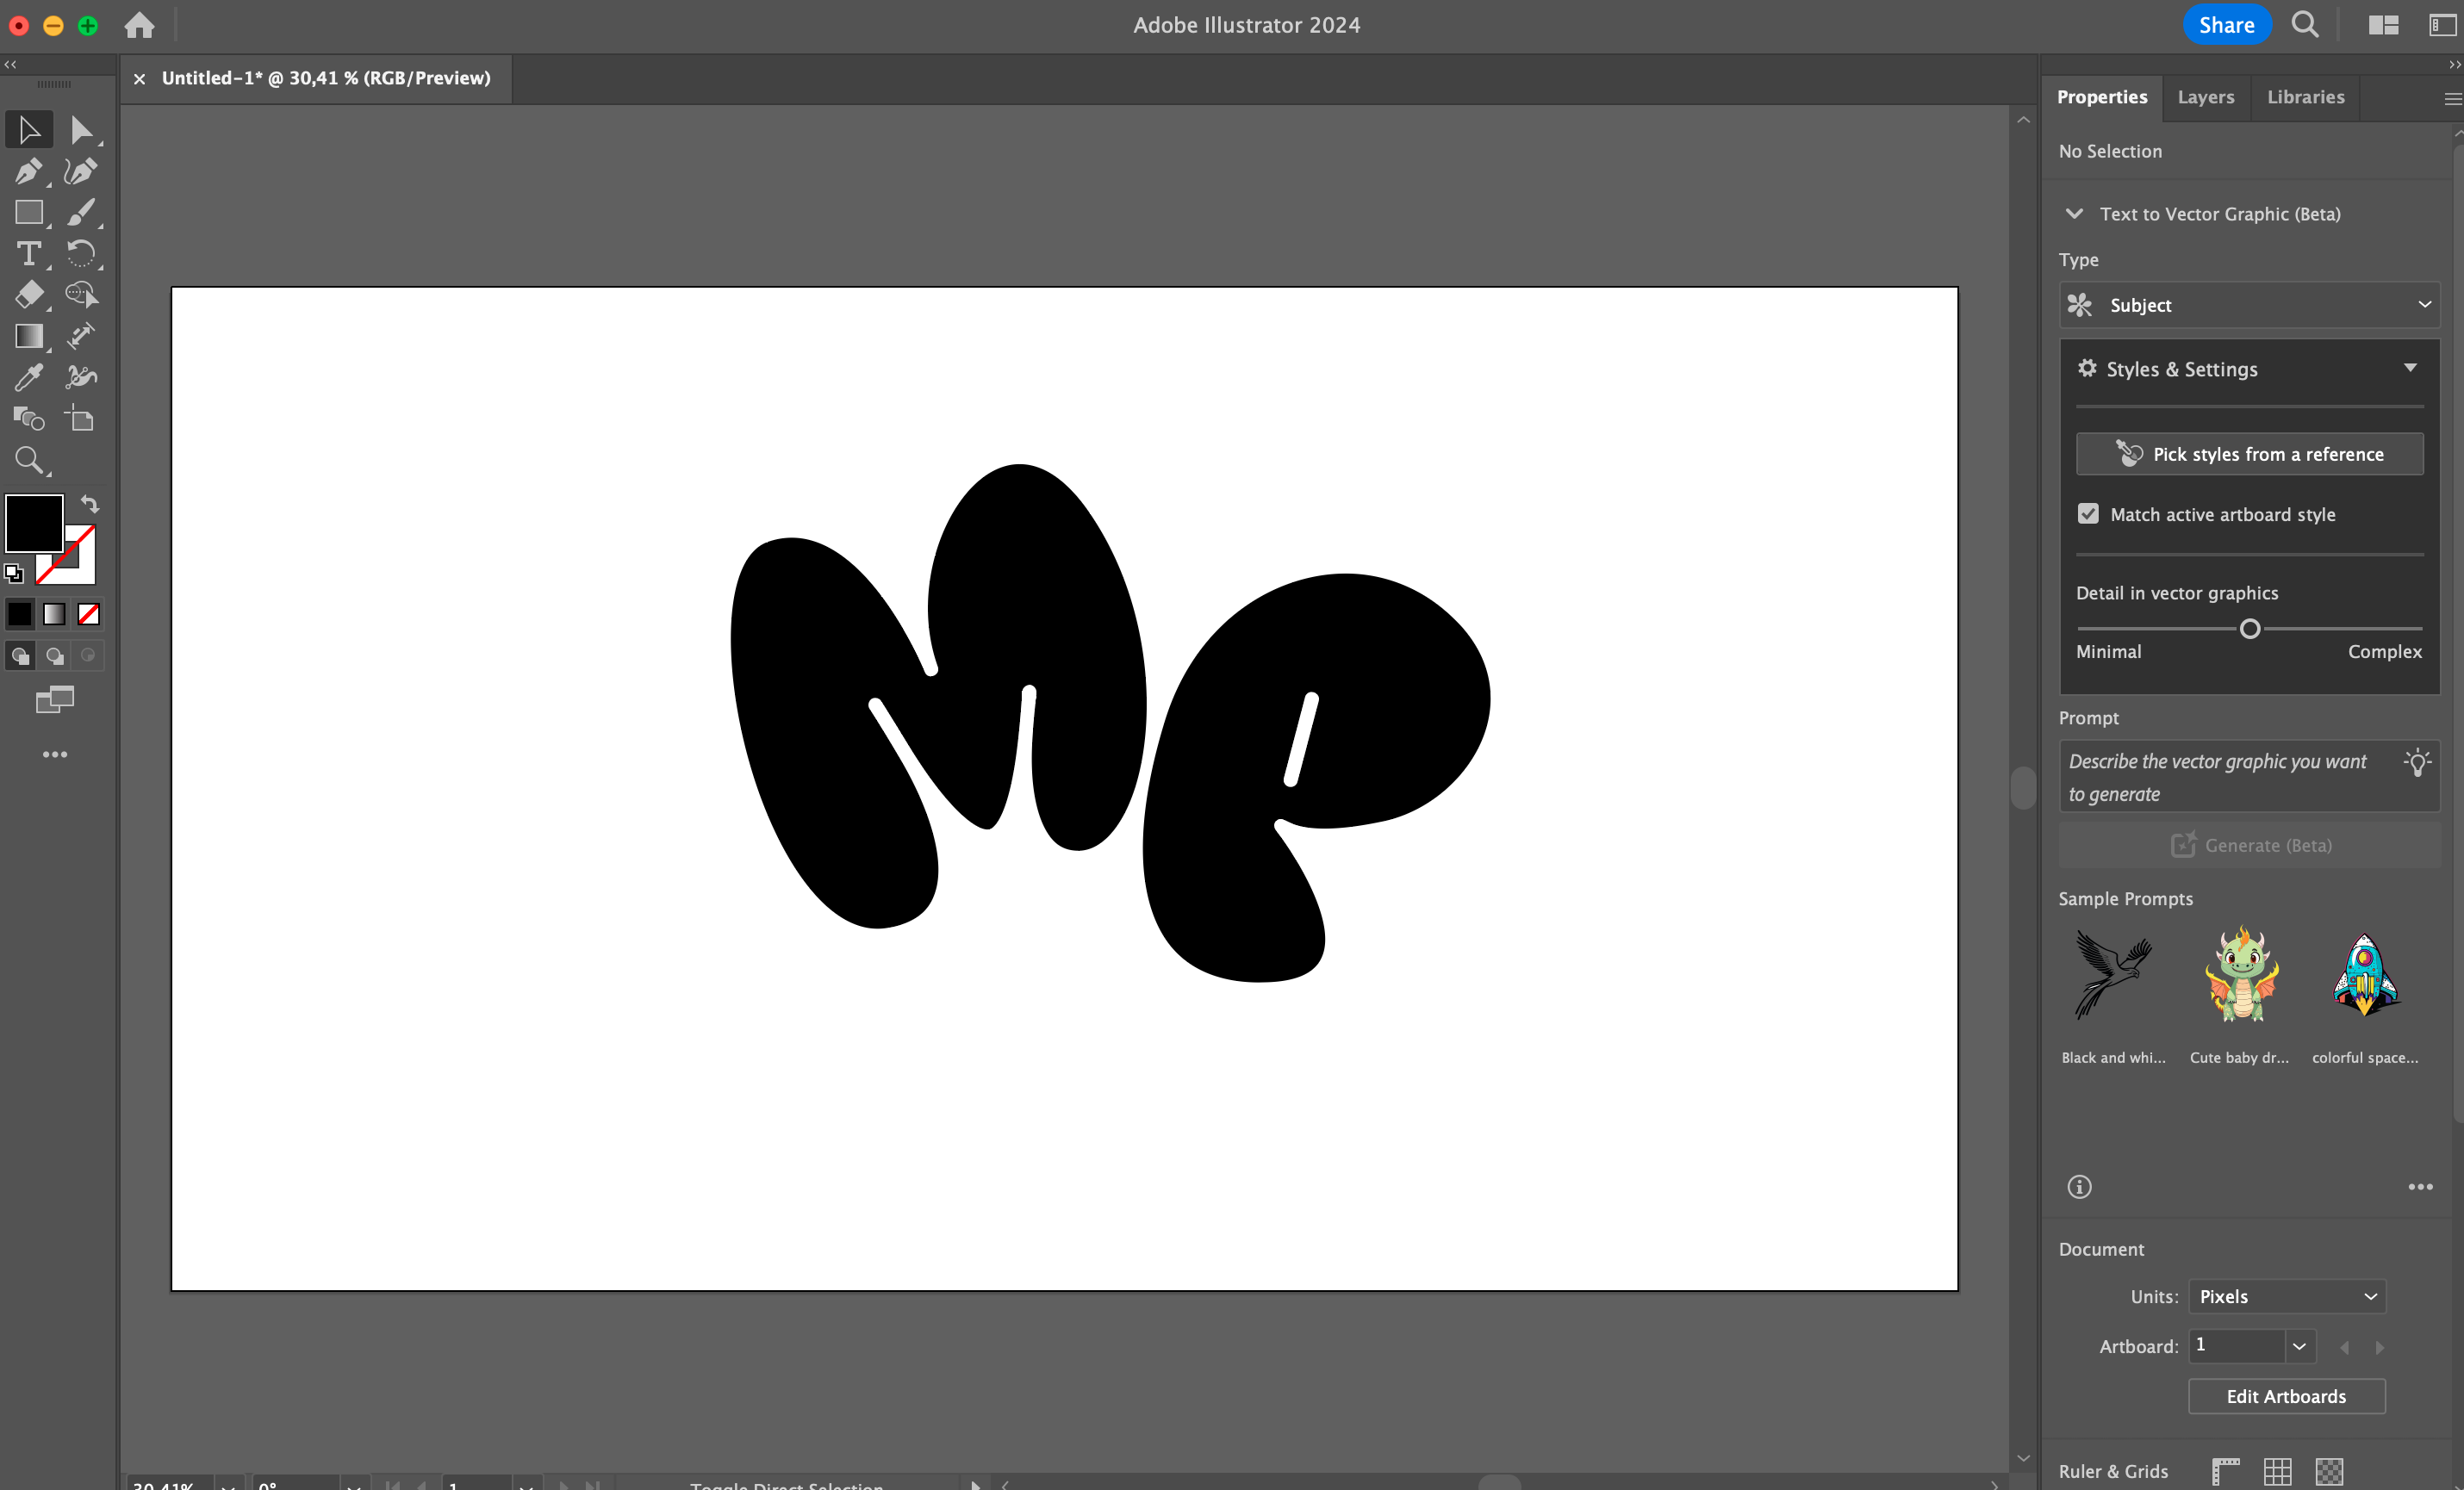 Adobe Illustrator 2024
Share
Untitled-1* @ 30,41 % (RGB/Preview)
Properties
Layers
Libraries
No Selection
Text to Vector Graphic (Beta)
Type
Subject
Styles & Settings
Pick styles from a reference
Match active artboard style
Detail in vector graphics
Minimal
Complex
Prompt
Describe the vector graphic you want
to generate
Generate (Beta)
Sample Prompts
Black and whi...
Cute baby dr...
colorful space...
Document
Units:
Pixels
Artboard:
1
Edit Artboards
Ruler & Grids
MP
30,41%
0°
1
Toggle Direct Selection